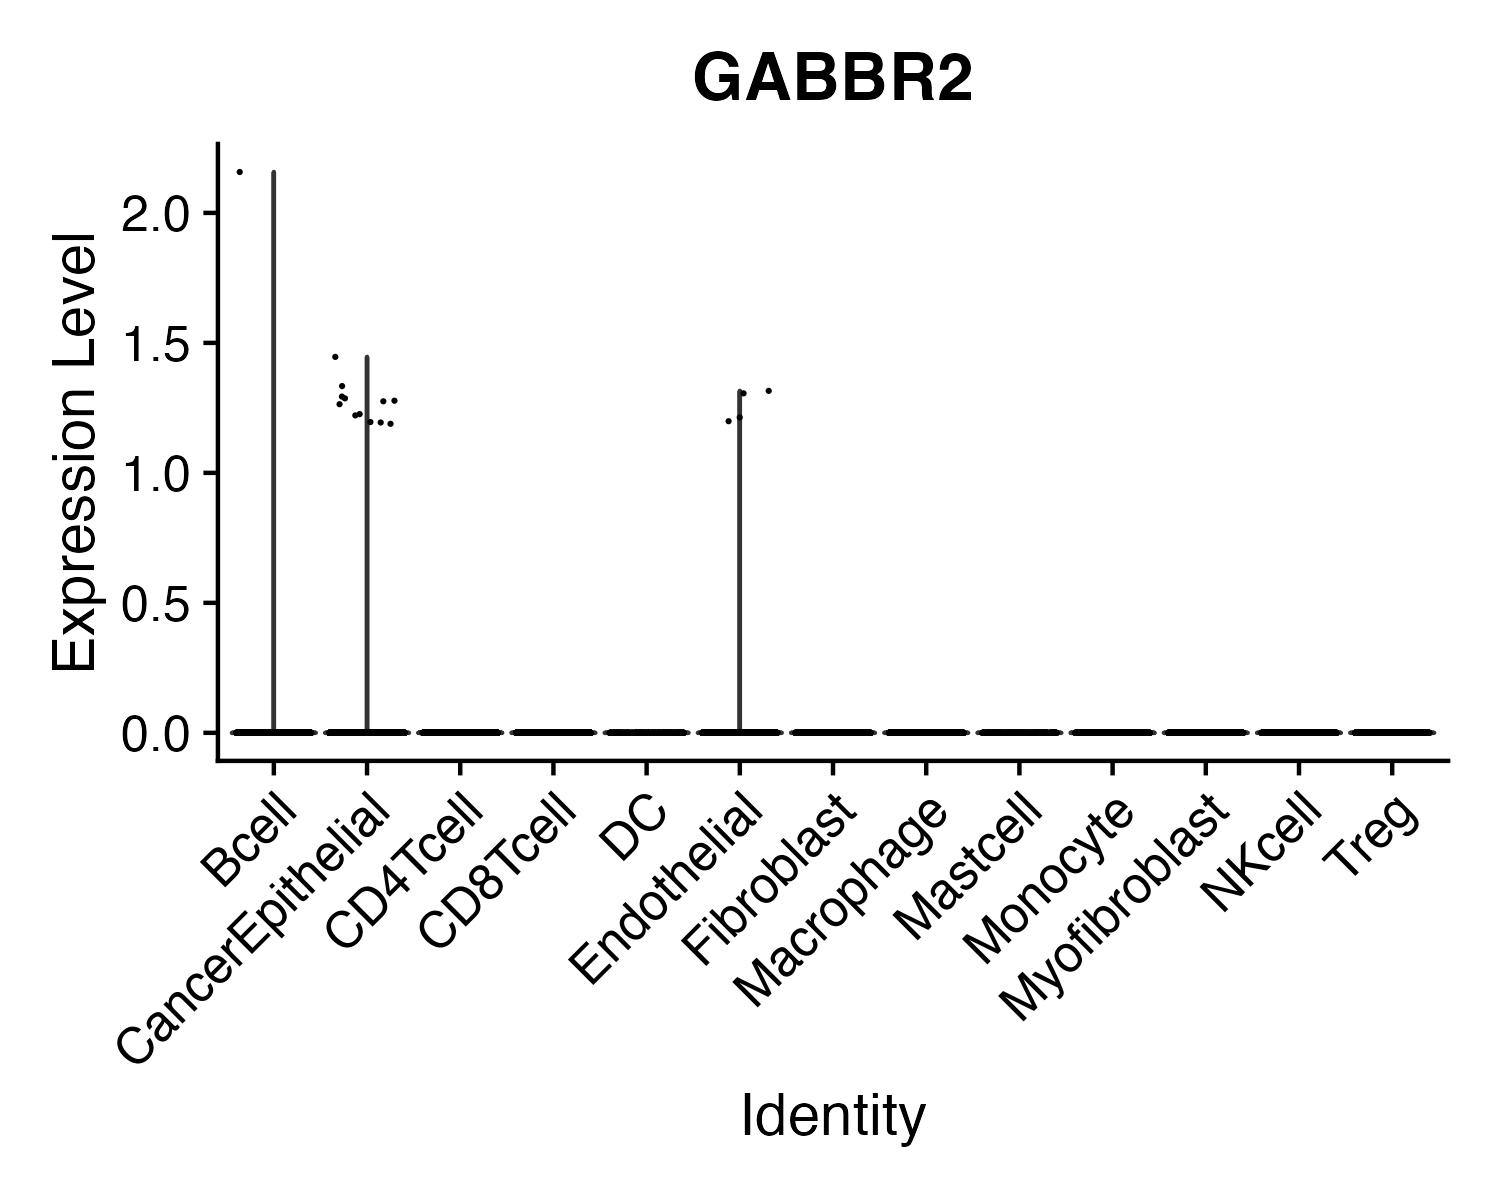 GABBR2
Expression Level
2.0
1.5
1.0
0.5
0.0
Bcell
CancerEpithelial
CD4Tcell
CD8Tcell
DC
Endothelial
Fibroblast
Macrophage
Mastcell
Monocyte
Myofibroblast
NKcell
Treg
Identity